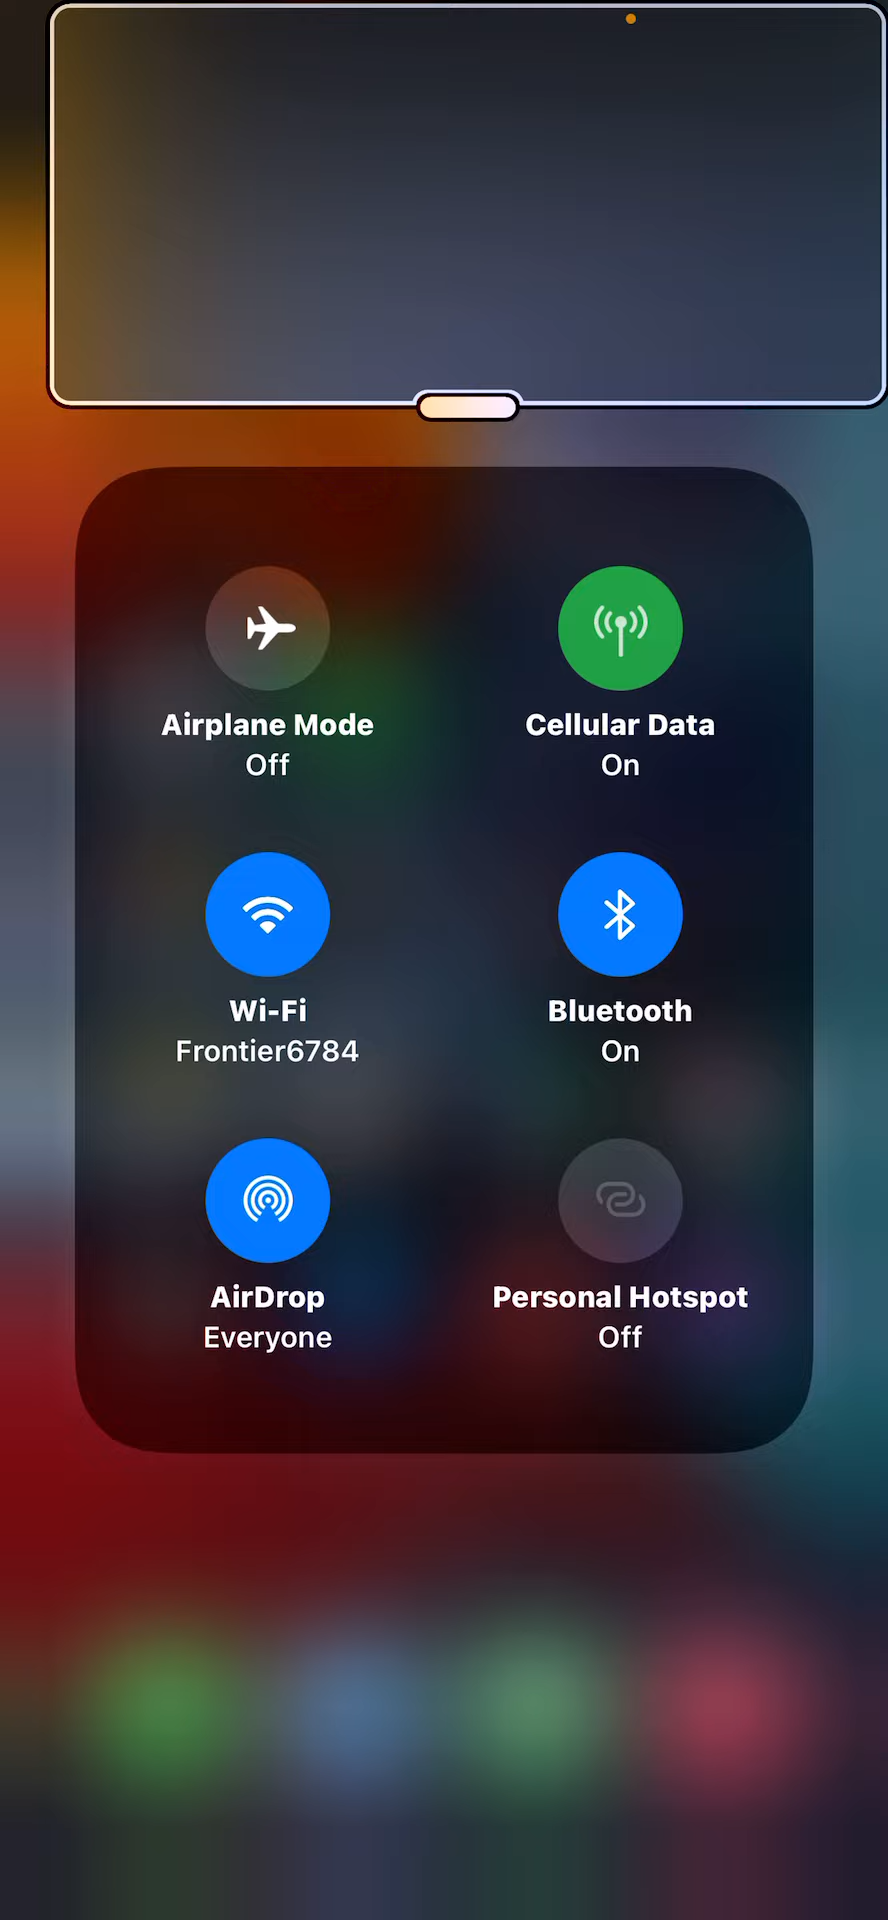 Airplane Mode
Off
Cellular Data
On
Wi-Fi
Frontier6784
Bluetooth
On
AirDrop
Everyone
Personal Hotspot
Off